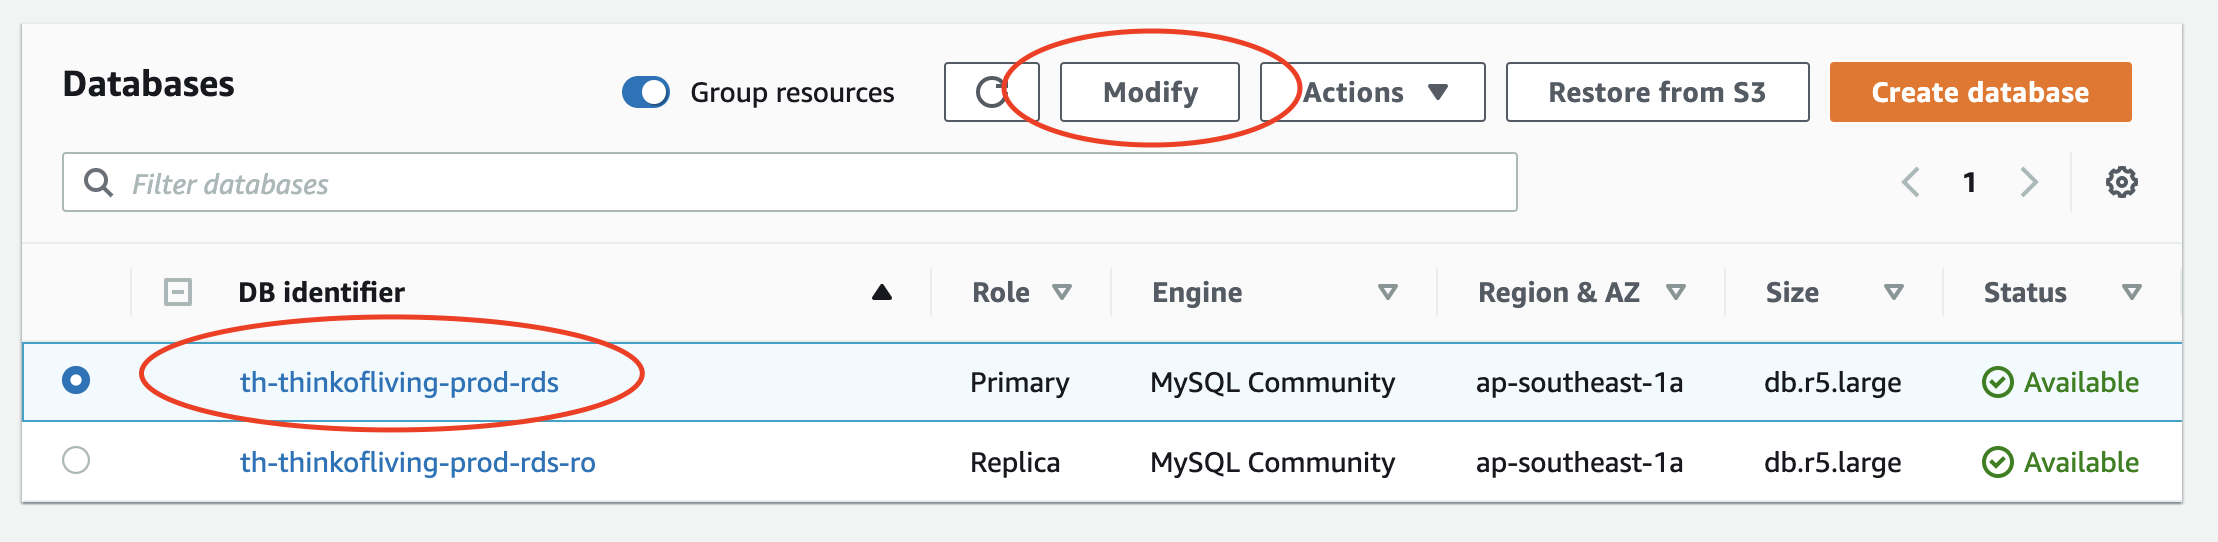 Databases
Group resources
Modify
Actions
Restore from S3
Create database
Filter databases
1
DB identifier
Role
Engine
Region & AZ
Size
Status
th-thinkofliving-prod-rds
Primary
MySQL Community
ap-southeast-1a
db.r5.large
Available
th-thinkofliving-prod-rds-ro
Replica
MySQL Community
ap-southeast-1a
db.r5.large
Available